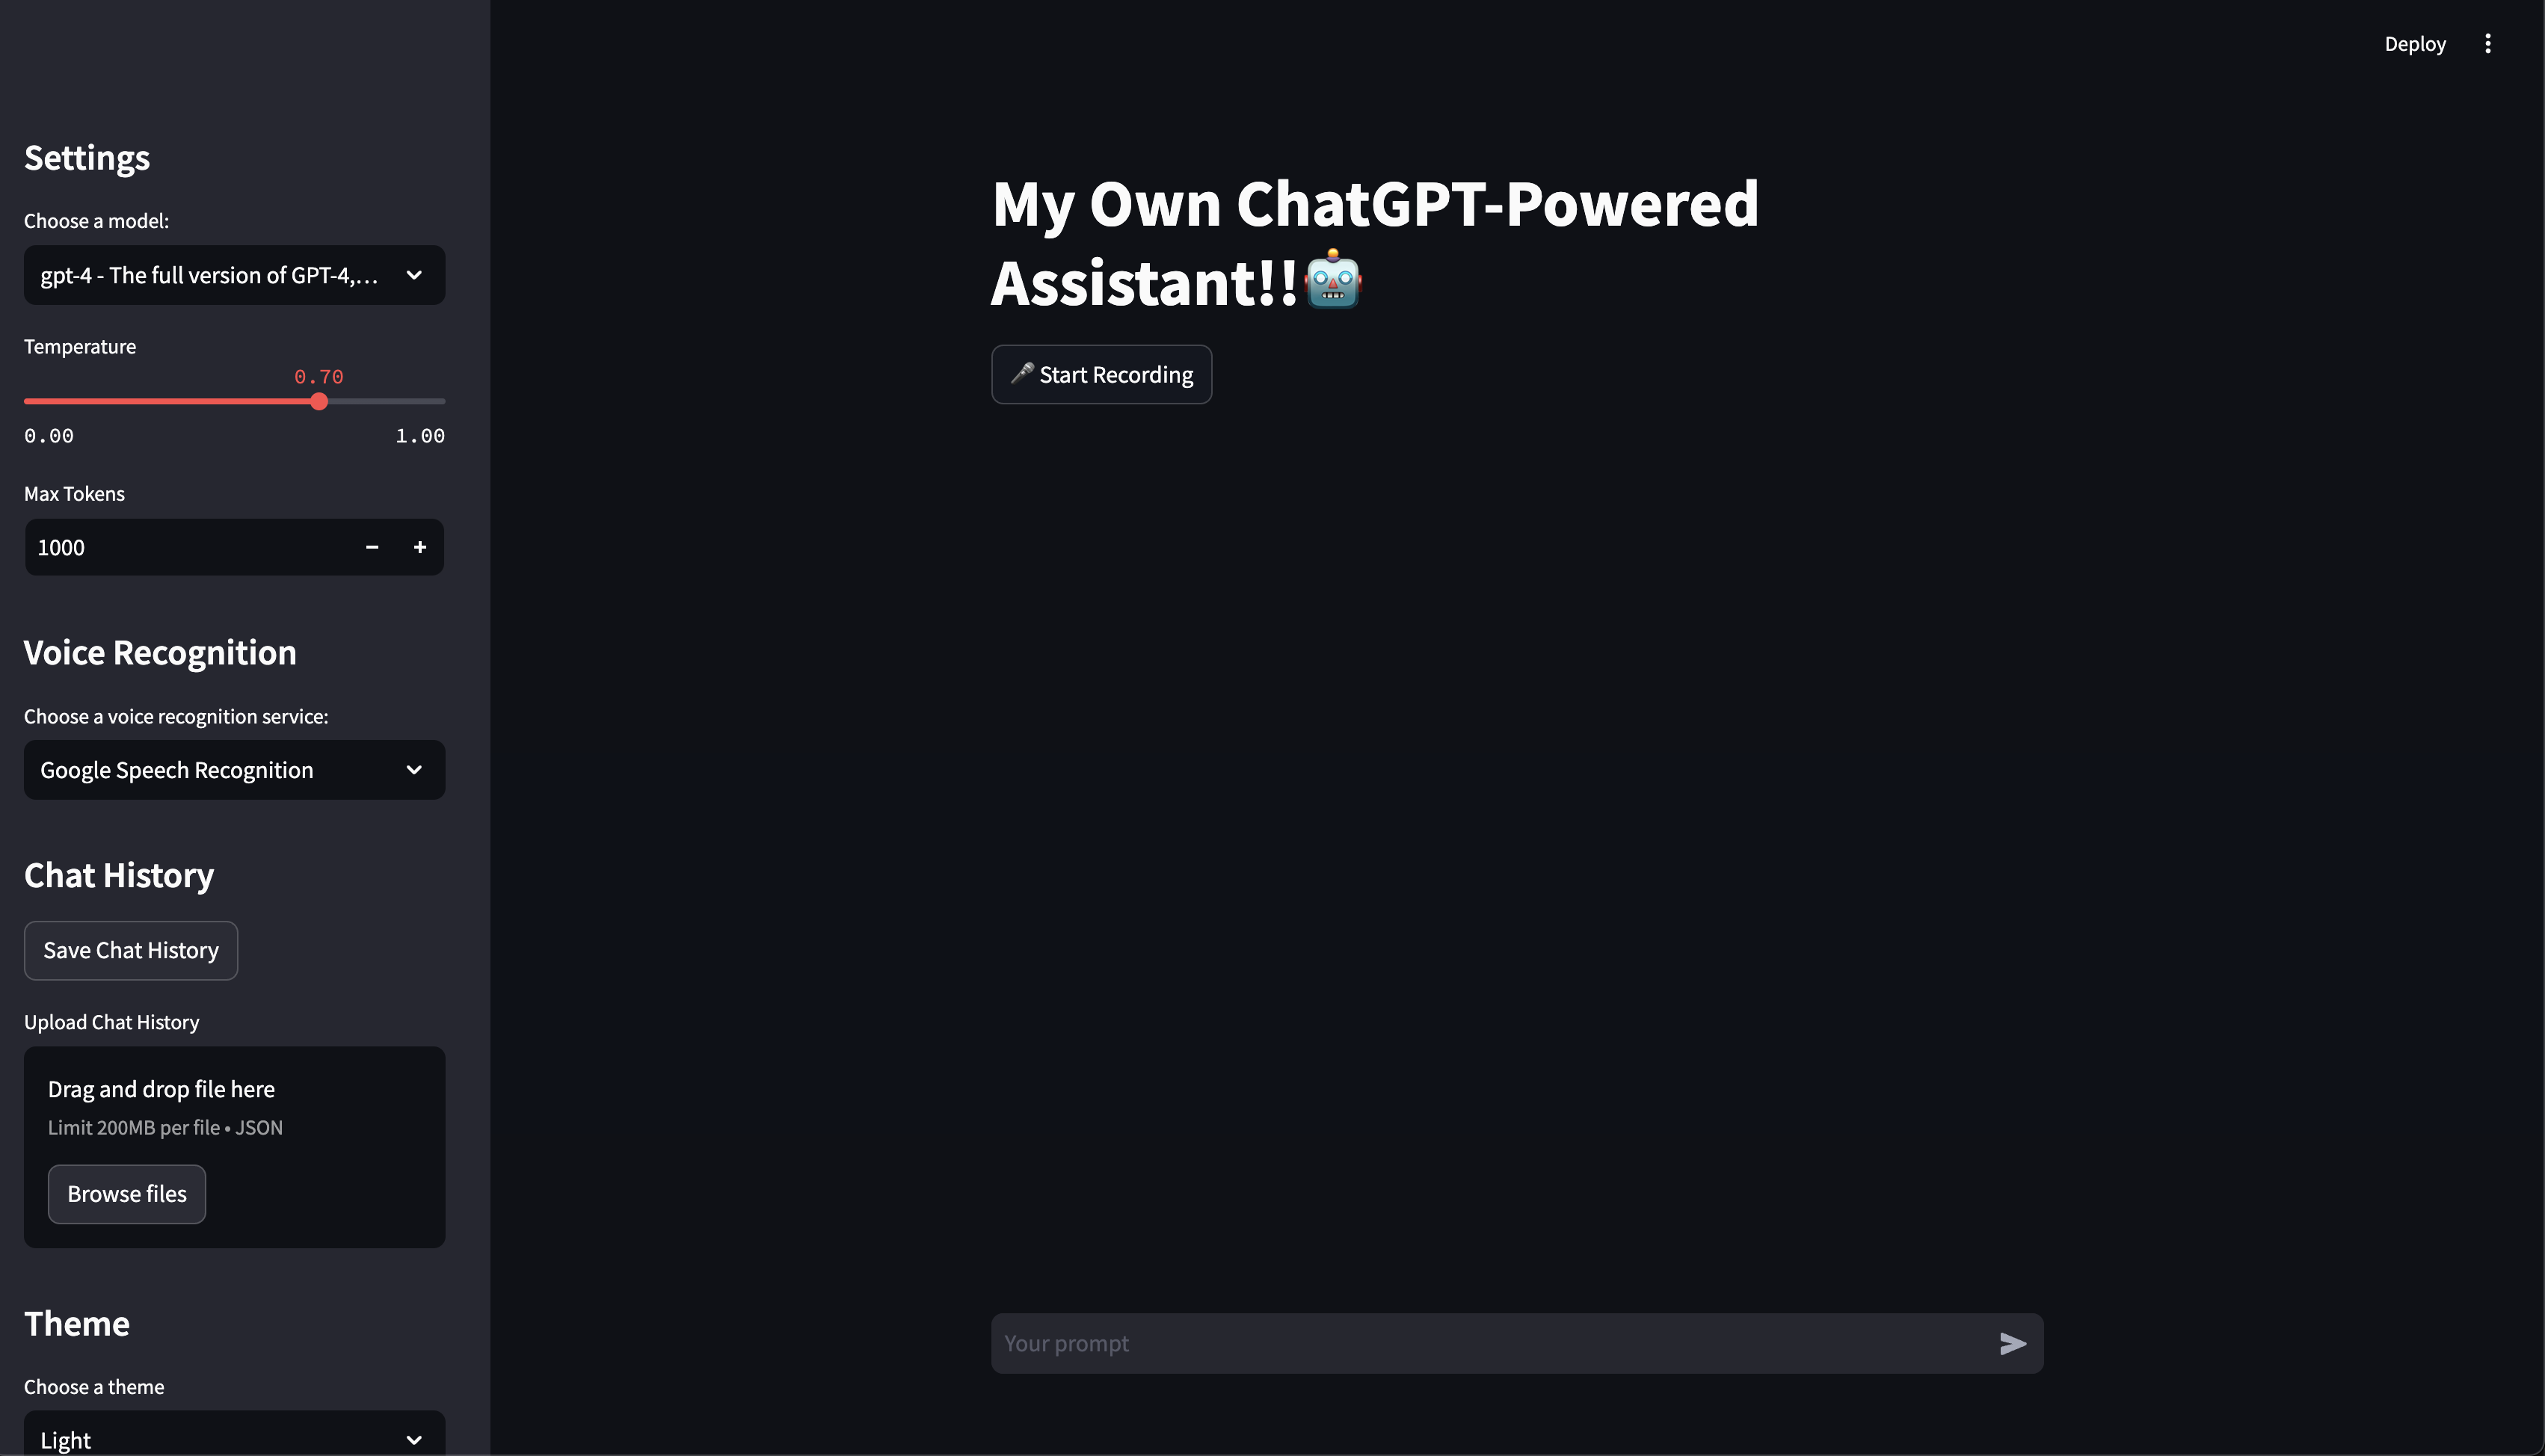 Deploy
Settings
Choose a model:
gpt-4 - The full version of GPT-4,...
Temperature
0.70
0.00 1.00
Max Tokens
1000 − +
Voice Recognition
Choose a voice recognition service:
Google Speech Recognition
Chat History
Save Chat History
Upload Chat History
Drag and drop file here
Limit 200MB per file • JSON
Browse files
Theme
Choose a theme
Light
My Own ChatGPT-Powered
Assistant!!🤖
🎤 Start Recording
Your prompt